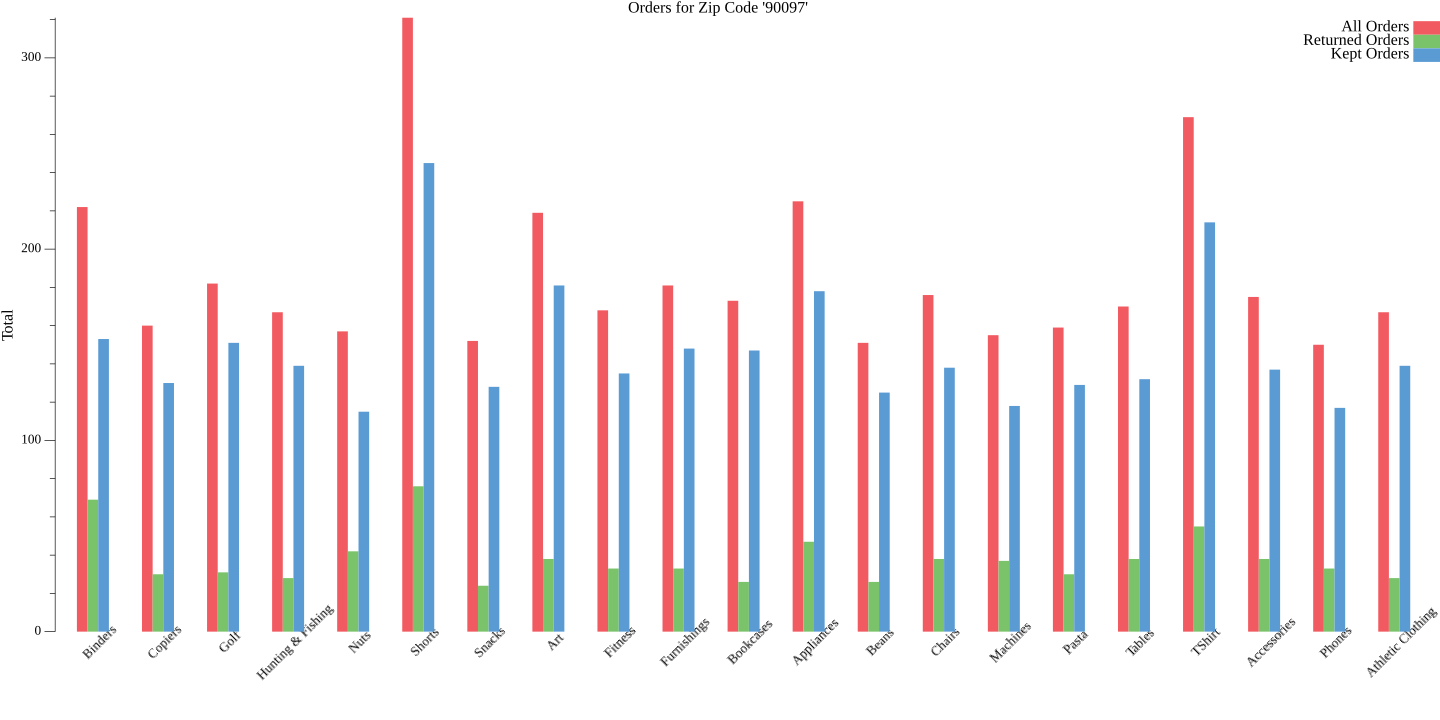 Orders for Zip Code '90097'
All Orders
Returned Orders
Kept Orders
300
200
100
0
Total
Binders
Copiers
Golf
Hunting & Fishing
Nuts
Shorts
Snacks
Art
Fitness
Furnishings
Bookcases
Appliances
Beans
Chairs
Machines
Pasta
Tables
TShirt
Accessories
Phones
Athletic Clothing